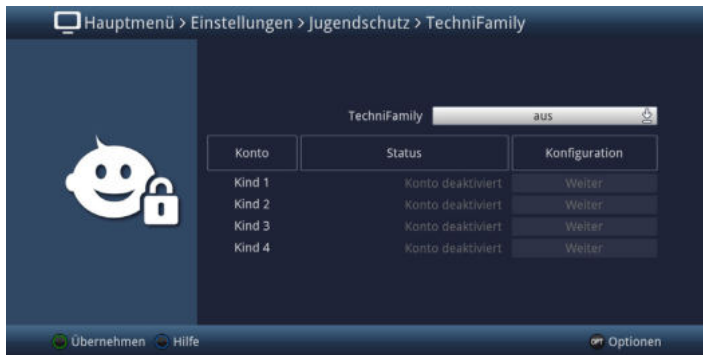 Hauptmenü > Einstellungen > Jugendschutz > TechniFamily
TechniFamily aus
Konto Status Konfiguration
Kind 1 Konto deaktiviert Weiter
Kind 2 Konto deaktiviert Weiter
Kind 3 Konto deaktiviert Weiter
Kind 4 Konto deaktiviert Weiter
Übernehmen Hilfe OPT Optionen